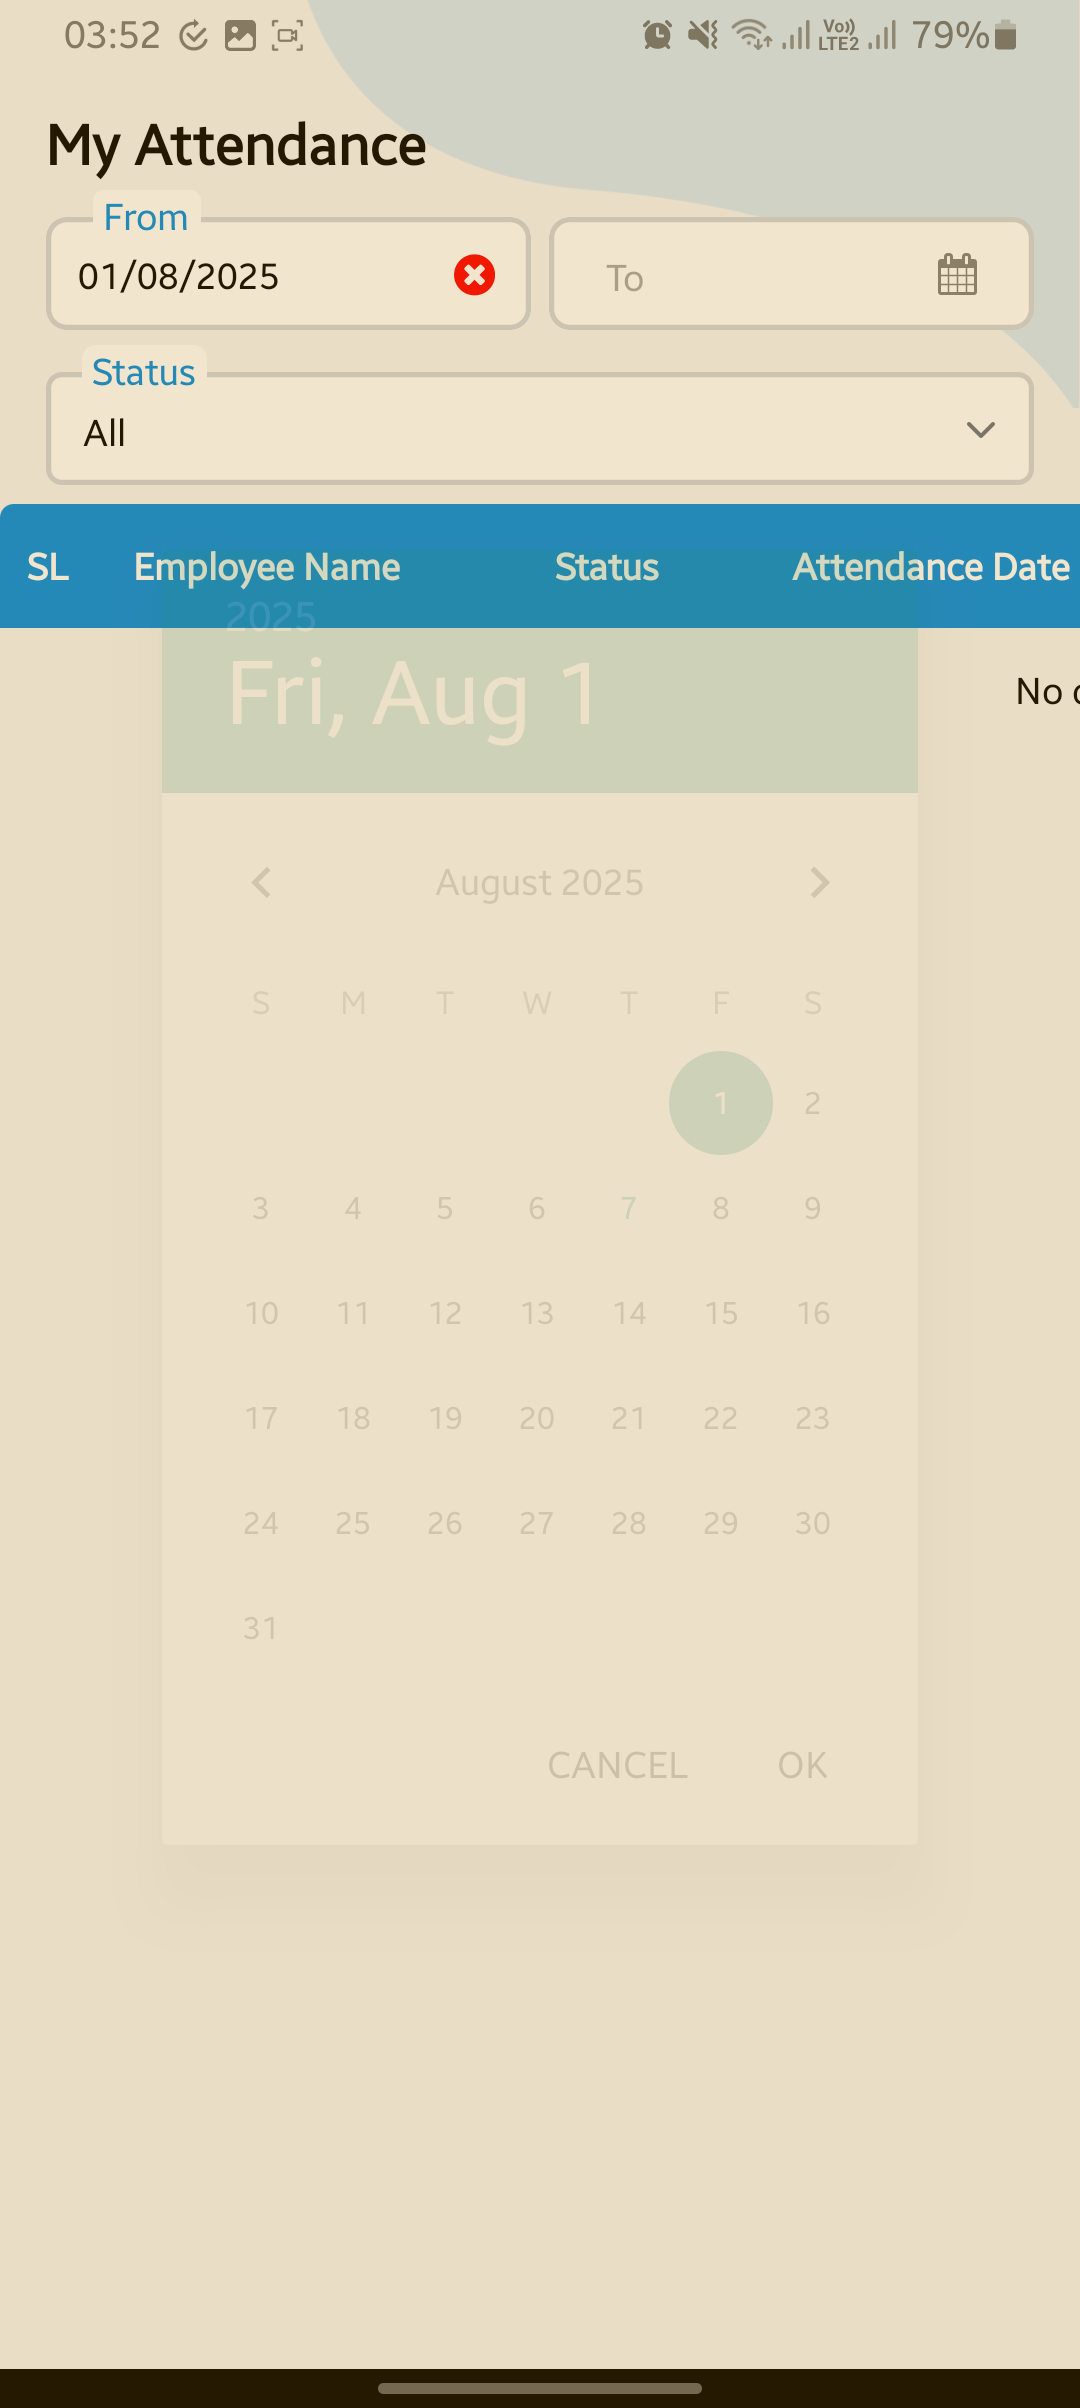 03:52 Vo)) LTE2 79%
My Attendance
From
01/08/2025
To
Status
All
SL Employee Name Status Attendance Date
2025
Fri, Aug 1
No
August 2025
S M T W T F S
1 2
3 4 5 6 7 8 9
10 11 12 13 14 15 16
17 18 19 20 21 22 23
24 25 26 27 28 29 30
31
CANCEL OK